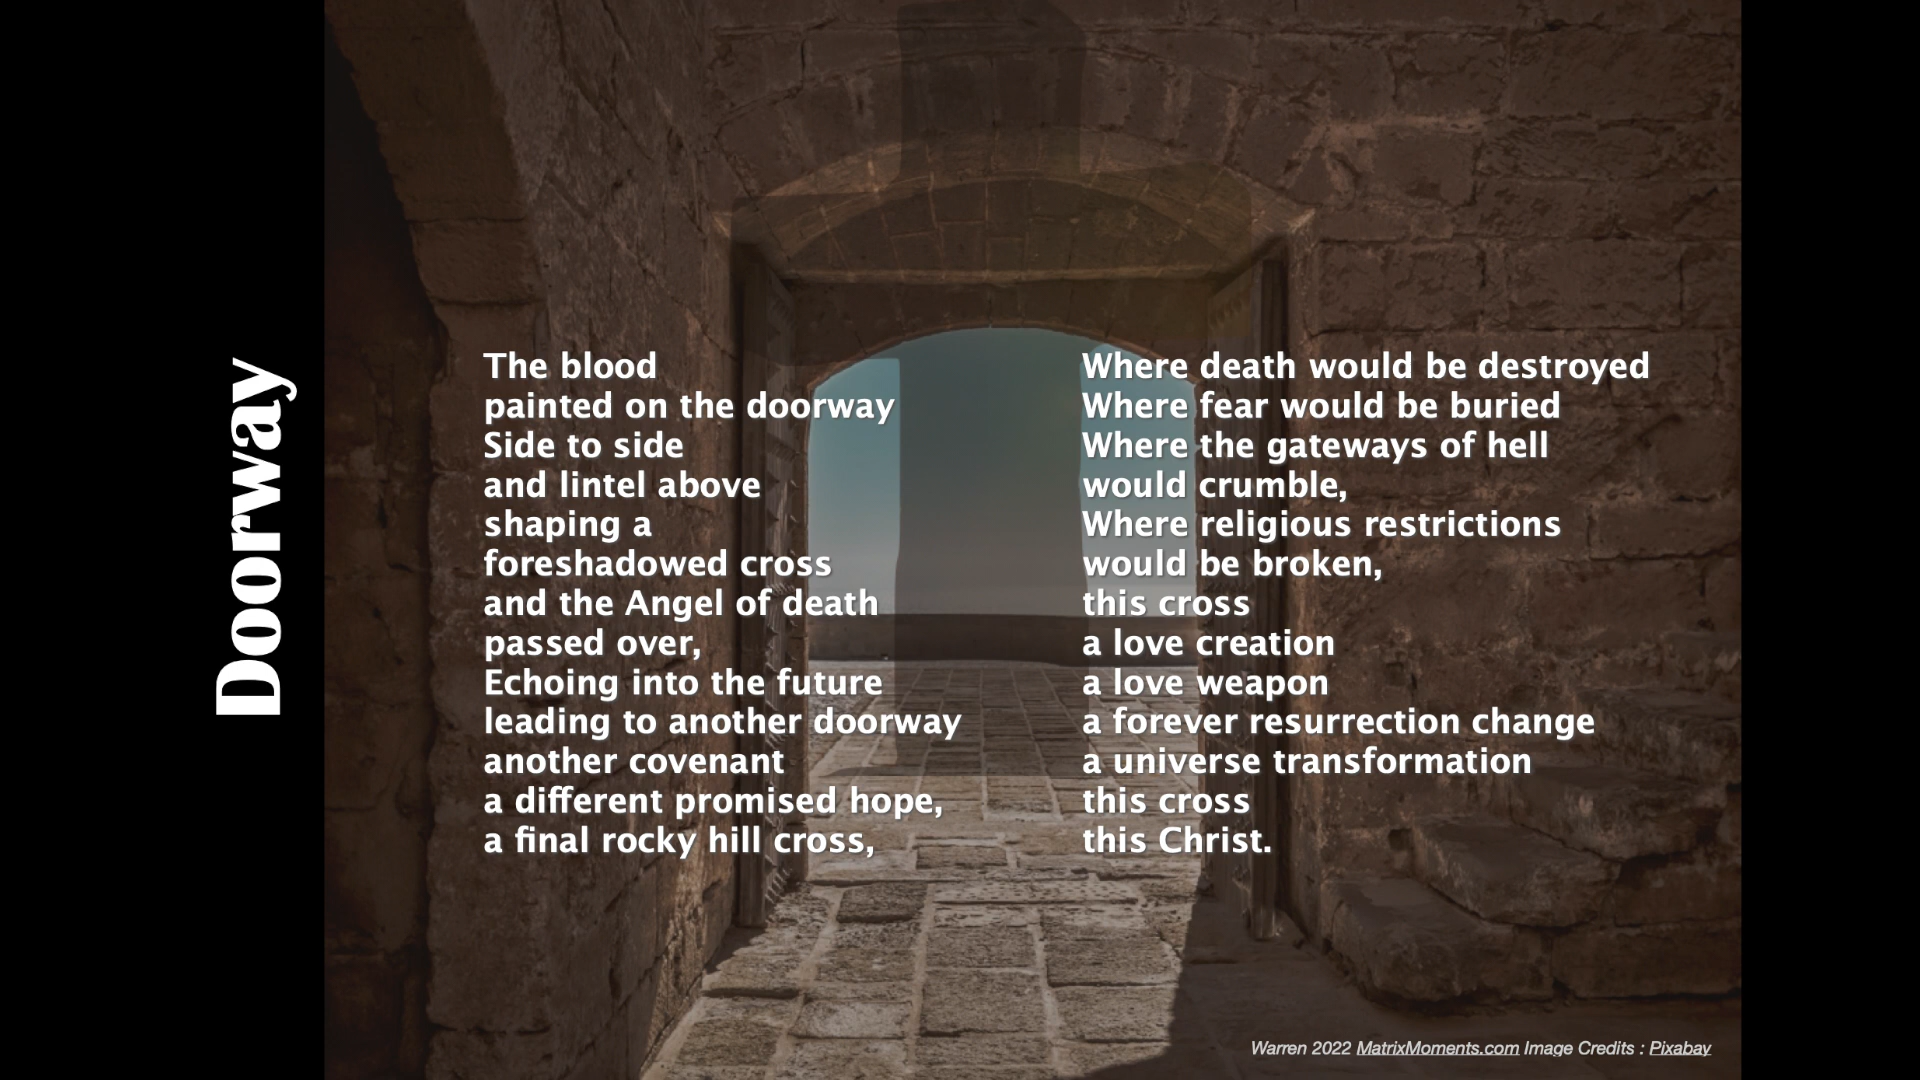 Doorway
The blood
painted on the doorway
Side to side
and lintel above
shaping a
foreshadowed cross
and the Angel of death
passed over,
Echoing into the future
leading to another doorway
another covenant
a different promised hope,
a final rocky hill cross,
Where death would be destroyed
Where fear would be buried
Where the gateways of hell
would crumble,
Where religious restrictions
would be broken,
this cross
a love creation
a love weapon
a forever resurrection change
a universe transformation
this cross
this Christ.
Warren 2022 MatrixMoments.com Image Credits : Pixabay